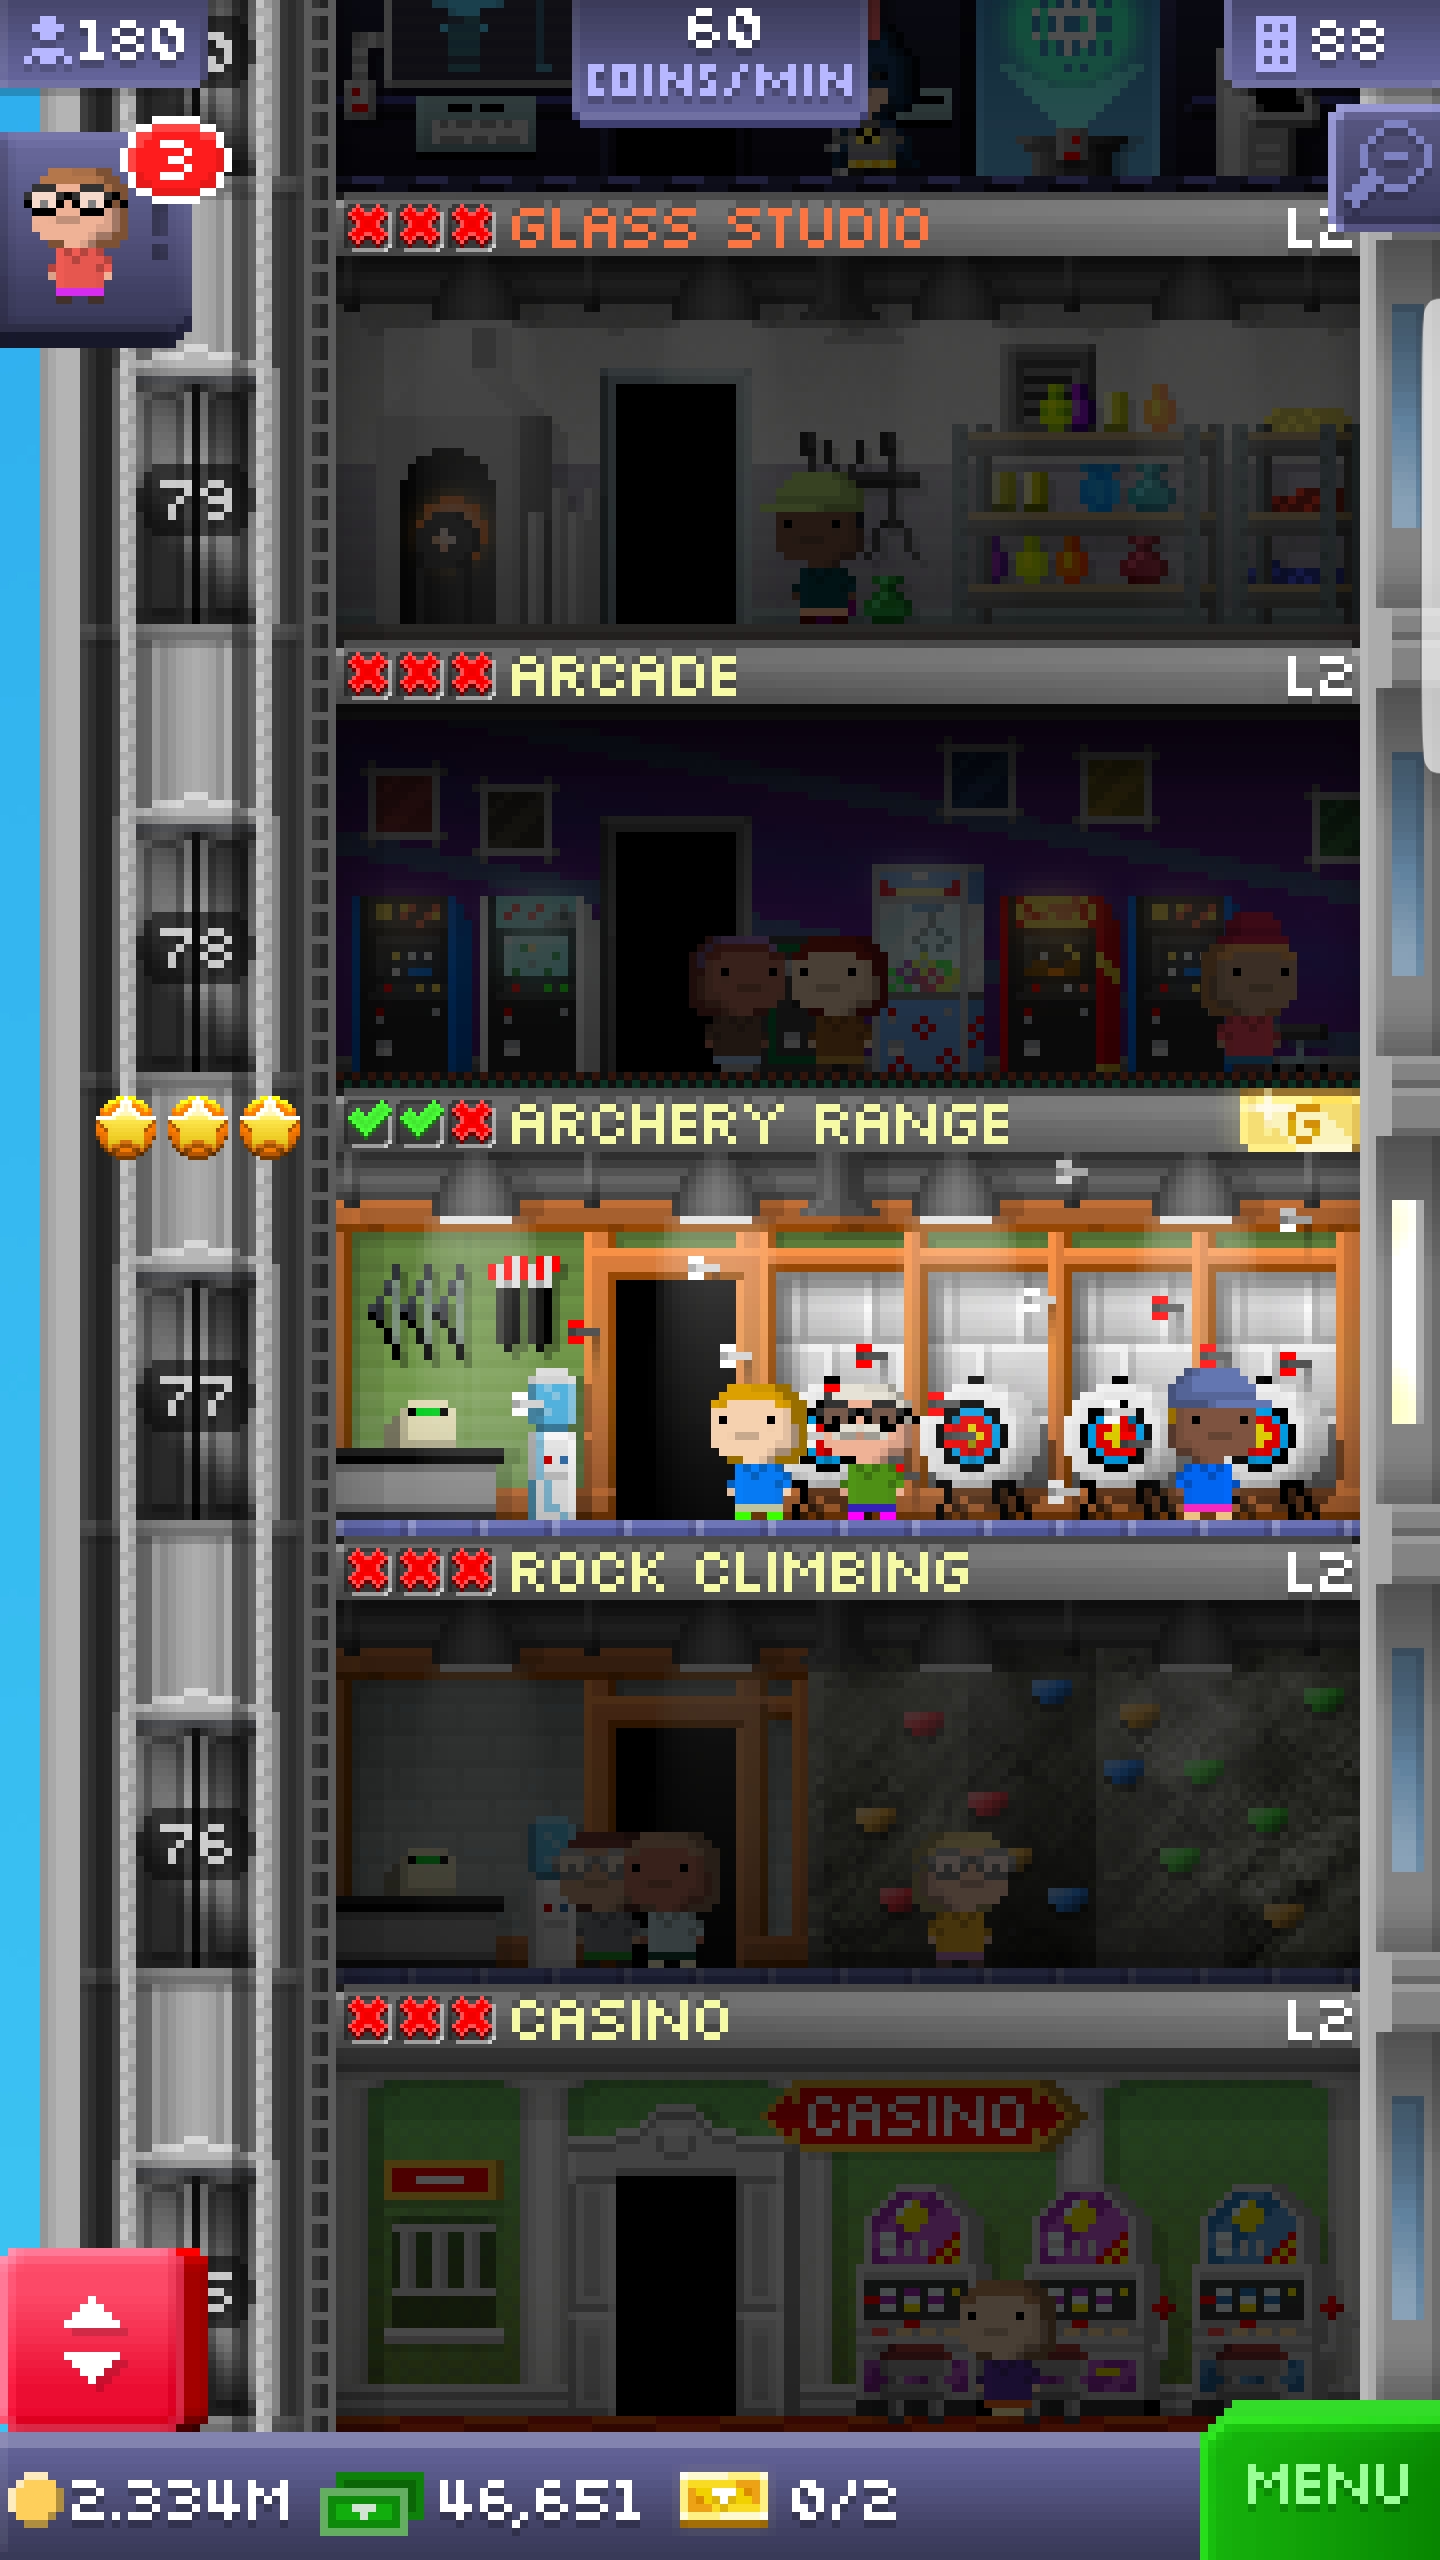 180
60
COINS/MIN
88
3
GLASS STUDIO
79
ARCADE L2
78
ARCHERY RANGE G
77
ROCK CLIMBING L2
76
CASINO L2
CASINO
2.334M 46,651 0/2
MENU